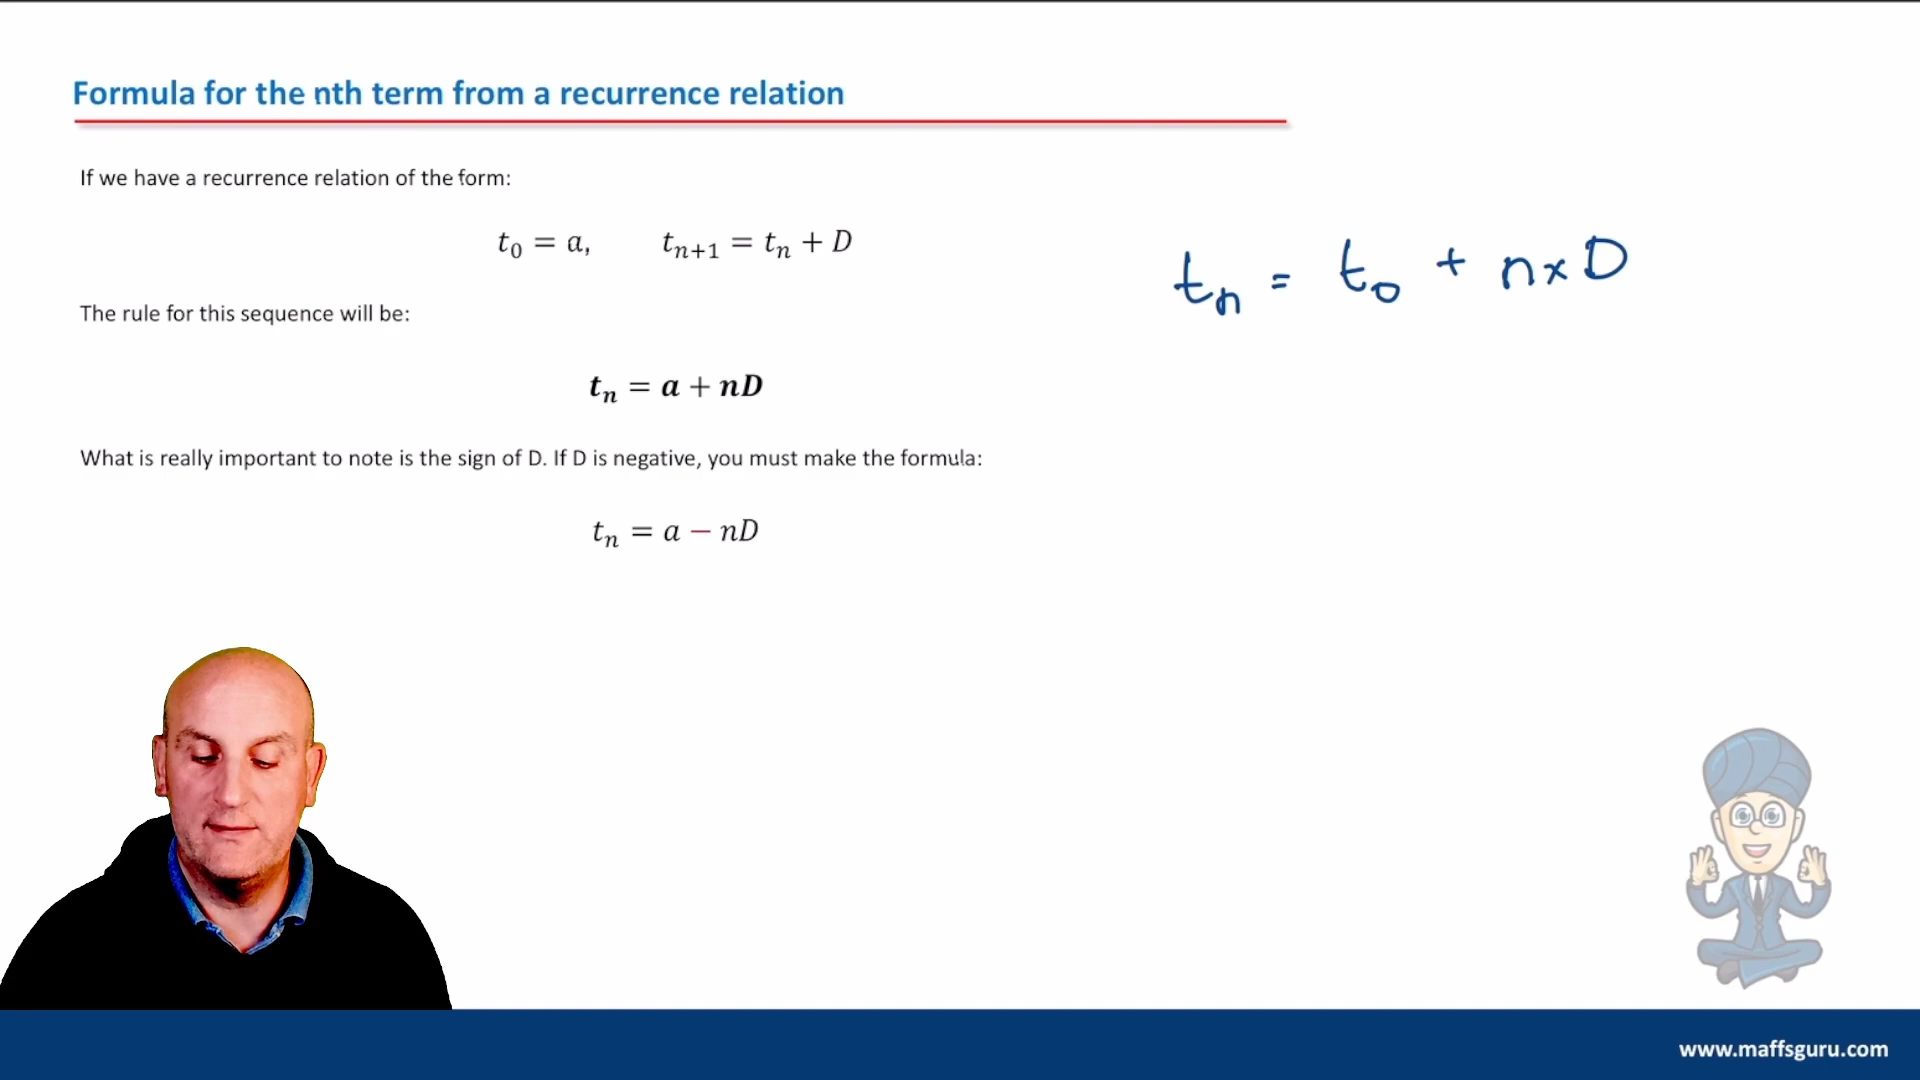 Formula for the nth term from a recurrence relation
If we have a recurrence relation of the form:
t₀ = a, tₙ₊₁ = tₙ + D
tₙ = t₀ + n×D
The rule for this sequence will be:
tₙ = a + nD
What is really important to note is the sign of D. If D is negative, you must make the formula:
tₙ = a − nD
www.maffsguru.com